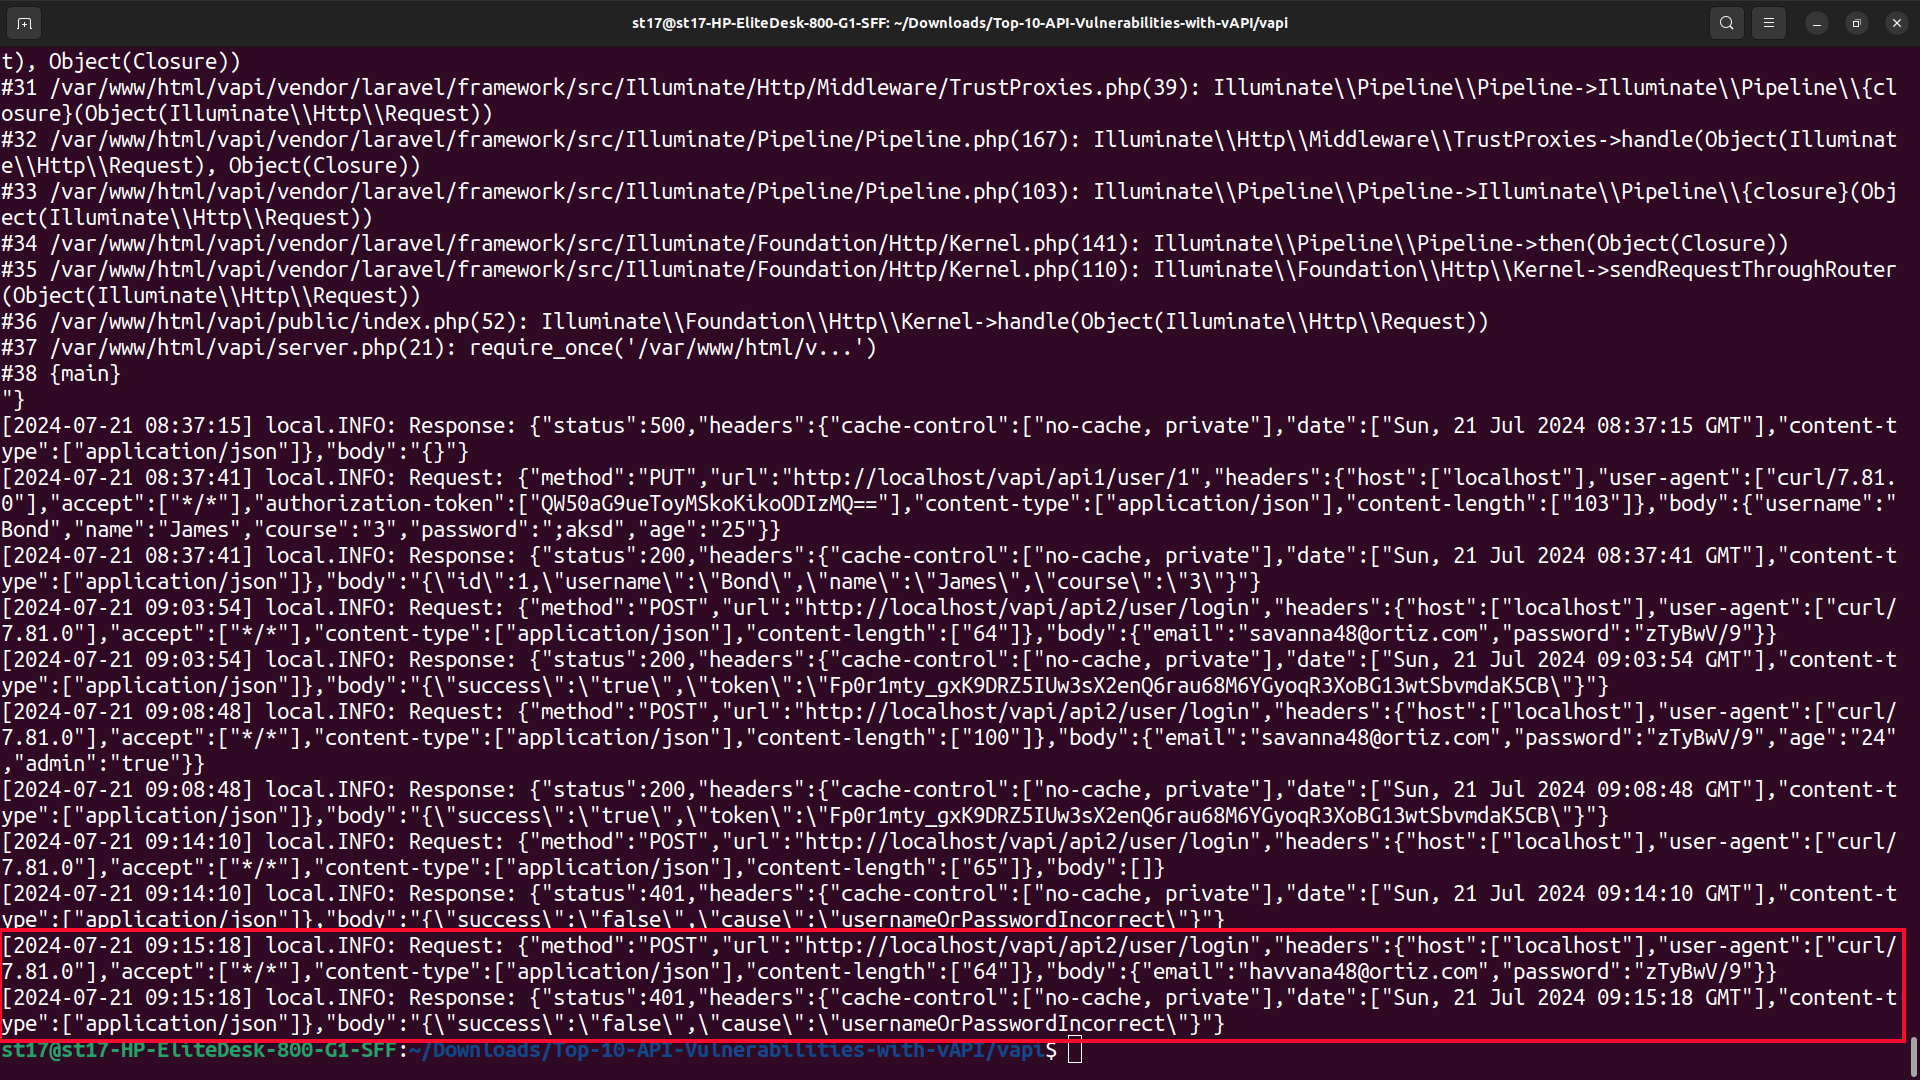 st17@st17-HP-EliteDesk-800-G1-SFF: ~/Downloads/Top-10-API-Vulnerabilities-with-vAPI/vapi
t), Object(Closure))
#31 /var/www/html/vapi/vendor/laravel/framework/src/Illuminate/Http/Middleware/TrustProxies.php(39): Illuminate\\Pipeline\\Pipeline->Illuminate\\Pipeline\\{cl
osure}(Object(Illuminate\\Http\\Request))
#32 /var/www/html/vapi/vendor/laravel/framework/src/Illuminate/Pipeline/Pipeline.php(167): Illuminate\\Http\\Middleware\\TrustProxies->handle(Object(Illuminat
e\\Http\\Request), Object(Closure))
#33 /var/www/html/vapi/vendor/laravel/framework/src/Illuminate/Pipeline/Pipeline.php(103): Illuminate\\Pipeline\\Pipeline->Illuminate\\Pipeline\\{closure}(Obj
ect(Illuminate\\Http\\Request))
#34 /var/www/html/vapi/vendor/laravel/framework/src/Illuminate/Foundation/Http/Kernel.php(141): Illuminate\\Pipeline\\Pipeline->then(Object(Closure))
#35 /var/www/html/vapi/vendor/laravel/framework/src/Illuminate/Foundation/Http/Kernel.php(110): Illuminate\\Foundation\\Http\\Kernel->sendRequestThroughRouter
(Object(Illuminate\\Http\\Request))
#36 /var/www/html/vapi/public/index.php(52): Illuminate\\Foundation\\Http\\Kernel->handle(Object(Illuminate\\Http\\Request))
#37 /var/www/html/vapi/server.php(21): require_once('/var/www/html/v...')
#38 {main}
"}
[2024-07-21 08:37:15] local.INFO: Response: {"status":500,"headers":{"cache-control":["no-cache, private"],"date":["Sun, 21 Jul 2024 08:37:15 GMT"],"content-t
ype":["application/json"]},"body":"{}"}
[2024-07-21 08:37:41] local.INFO: Request: {"method":"PUT","url":"http://localhost/vapi/api1/user/1","headers":{"host":["localhost"],"user-agent":["curl/7.81.
0"],"accept":["*/*"],"authorization-token":["QW50aG9ueToyMSkoKikoODIzMQ=="],"content-type":["application/json"],"content-length":["103"]},"body":{"username":"
Bond","name":"James","course":"3","password":";aksd","age":"25"}}
[2024-07-21 08:37:41] local.INFO: Response: {"status":200,"headers":{"cache-control":["no-cache, private"],"date":["Sun, 21 Jul 2024 08:37:41 GMT"],"content-t
ype":["application/json"]},"body":"{\"id\":1,\"username\":\"Bond\",\"name\":\"James\",\"course\":\"3\"}"}
[2024-07-21 09:03:54] local.INFO: Request: {"method":"POST","url":"http://localhost/vapi/api2/user/login","headers":{"host":["localhost"],"user-agent":["curl/
7.81.0"],"accept":["*/*"],"content-type":["application/json"],"content-length":["64"]},"body":{"email":"savanna48@ortiz.com","password":"zTyBwV/9"}}
[2024-07-21 09:03:54] local.INFO: Response: {"status":200,"headers":{"cache-control":["no-cache, private"],"date":["Sun, 21 Jul 2024 09:03:54 GMT"],"content-t
ype":["application/json"]},"body":"{\"success\":\"true\",\"token\":\"Fp0r1mty_gxK9DRZ5IUw3sX2enQ6rau68M6YGyoqR3XoBG13wtSbvmdaK5CB\"}"}
[2024-07-21 09:08:48] local.INFO: Request: {"method":"POST","url":"http://localhost/vapi/api2/user/login","headers":{"host":["localhost"],"user-agent":["curl/
7.81.0"],"accept":["*/*"],"content-type":["application/json"],"content-length":["100"]},"body":{"email":"savanna48@ortiz.com","password":"zTyBwV/9","age":"24"
,"admin":"true"}}
[2024-07-21 09:08:48] local.INFO: Response: {"status":200,"headers":{"cache-control":["no-cache, private"],"date":["Sun, 21 Jul 2024 09:08:48 GMT"],"content-t
ype":["application/json"]},"body":"{\"success\":\"true\",\"token\":\"Fp0r1mty_gxK9DRZ5IUw3sX2enQ6rau68M6YGyoqR3XoBG13wtSbvmdaK5CB\"}"}
[2024-07-21 09:14:10] local.INFO: Request: {"method":"POST","url":"http://localhost/vapi/api2/user/login","headers":{"host":["localhost"],"user-agent":["curl/
7.81.0"],"accept":["*/*"],"content-type":["application/json"],"content-length":["65"]},"body":[]}
[2024-07-21 09:14:10] local.INFO: Response: {"status":401,"headers":{"cache-control":["no-cache, private"],"date":["Sun, 21 Jul 2024 09:14:10 GMT"],"content-t
ype":["application/json"]},"body":"{\"success\":\"false\",\"cause\":\"usernameOrPasswordIncorrect\"}"}
[2024-07-21 09:15:18] local.INFO: Request: {"method":"POST","url":"http://localhost/vapi/api2/user/login","headers":{"host":["localhost"],"user-agent":["curl/
7.81.0"],"accept":["*/*"],"content-type":["application/json"],"content-length":["64"]},"body":{"email":"havvana48@ortiz.com","password":"zTyBwV/9"}}
[2024-07-21 09:15:18] local.INFO: Response: {"status":401,"headers":{"cache-control":["no-cache, private"],"date":["Sun, 21 Jul 2024 09:15:18 GMT"],"content-t
ype":["application/json"]},"body":"{\"success\":\"false\",\"cause\":\"usernameOrPasswordIncorrect\"}"}
st17@st17-HP-EliteDesk-800-G1-SFF:~/Downloads/Top-10-API-Vulnerabilities-with-vAPI/vapi$